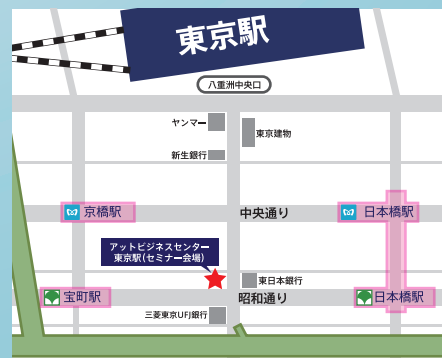 東京駅
八重洲中央口
ヤンマー
東京建物
新生銀行
京橋駅
中央通り
日本橋駅
アットビジネスセンター
東京駅(セミナー会場)
東日本銀行
宝町駅
昭和通り
日本橋駅
三菱東京UFJ銀行